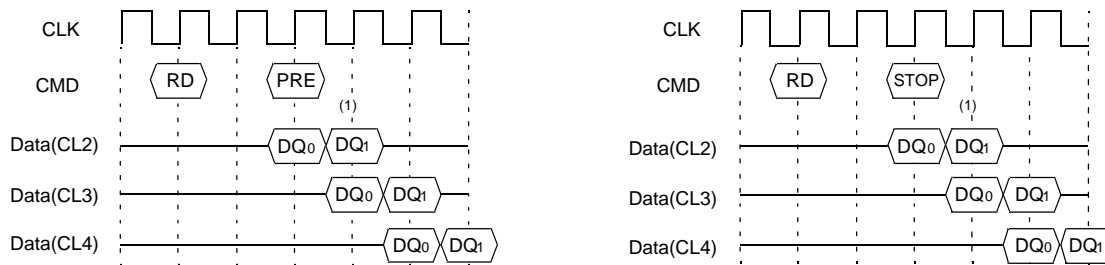 CLK
CMD RD PRE
(1)
Data(CL2) DQ0 DQ1
Data(CL3) DQ0 DQ1
Data(CL4) DQ0 DQ1
CLK
CMD RD STOP
(1)
Data(CL2) DQ0 DQ1
Data(CL3) DQ0 DQ1
Data(CL4) DQ0 DQ1